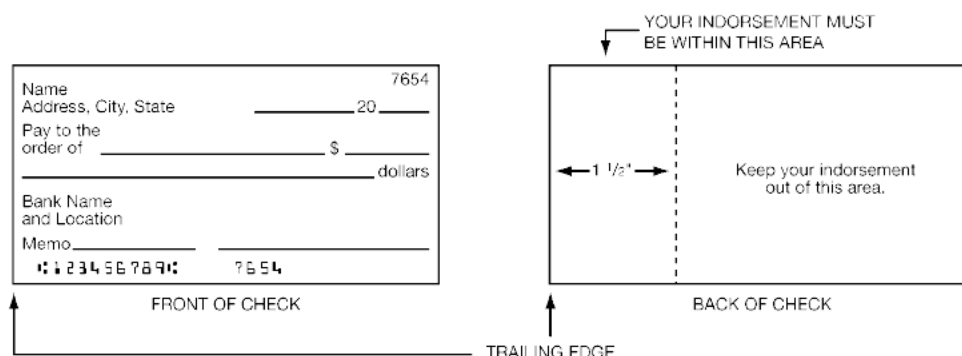 YOUR INDORSEMENT MUST
BE WITHIN THIS AREA
7654
Name
Address, City, State 20
Pay to the
order of $
dollars
Bank Name
and Location
Memo
⑆123456789⑆ 7654
FRONT OF CHECK
1 1/2"
Keep your indorsement
out of this area.
BACK OF CHECK
TRAILING EDGE